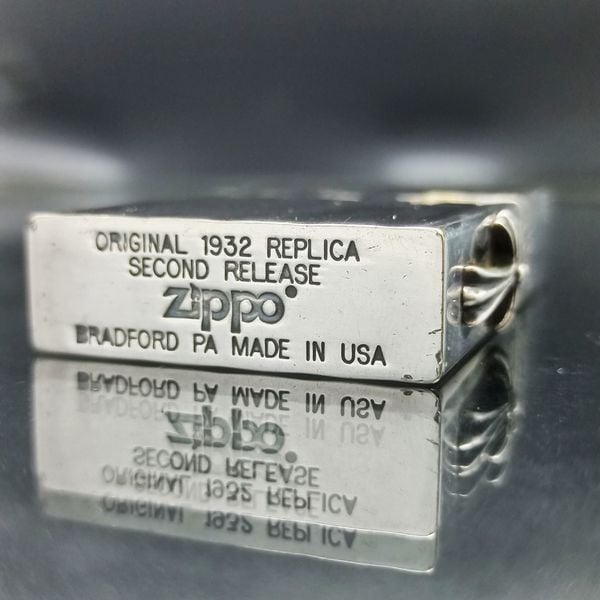 ORIGINAL 1932 REPLICA
SECOND RELEASE
zippo
BRADFORD PA MADE IN USA